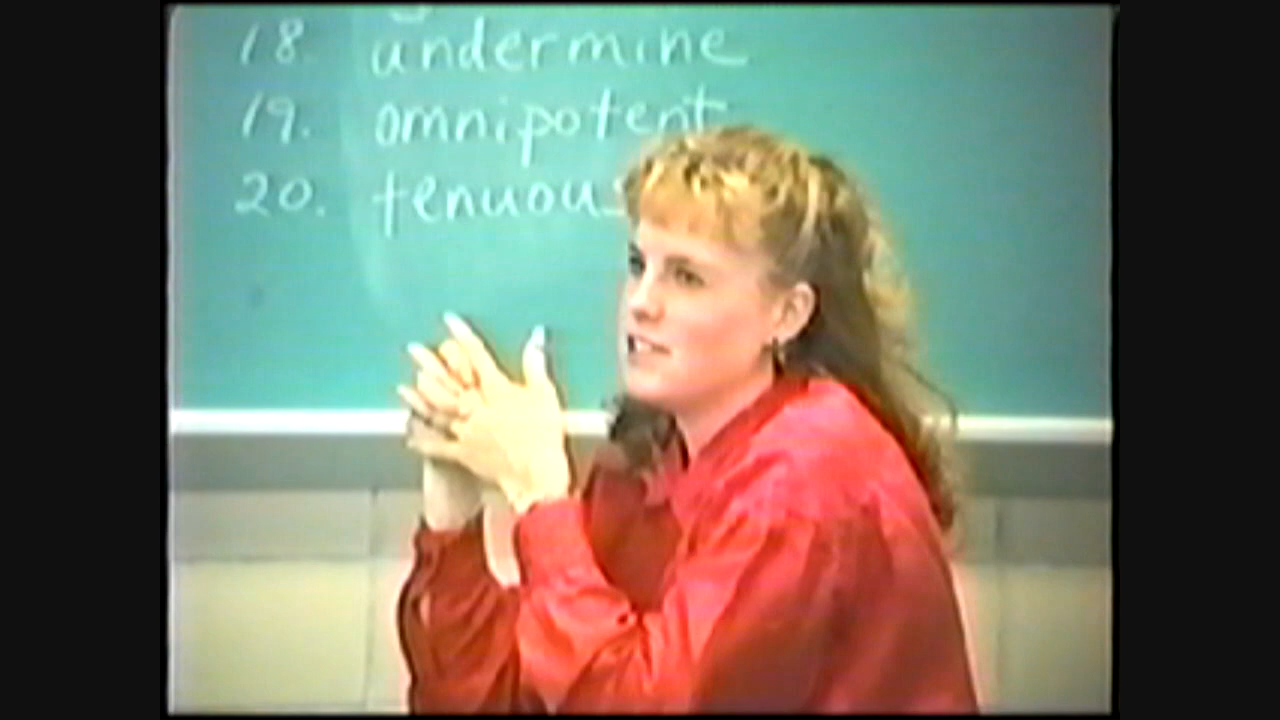 18. undermine
19. omnipotent
20. tenuous